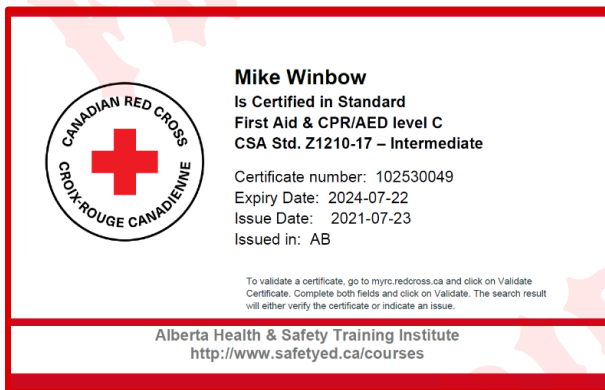 CANADIAN RED CROSS
CROIX-ROUGE CANADIENNE
Mike Winbow
Is Certified in Standard
First Aid & CPR/AED level C
CSA Std. Z1210-17 – Intermediate
Certificate number: 102530049
Expiry Date: 2024-07-22
Issue Date: 2021-07-23
Issued in: AB
To validate a certificate, go to myrc.redcross.ca and click on Validate
Certificate. Complete both fields and click on Validate. The search result
will either verify the certificate or indicate an issue.
Alberta Health & Safety Training Institute
http://www.safetyed.ca/courses